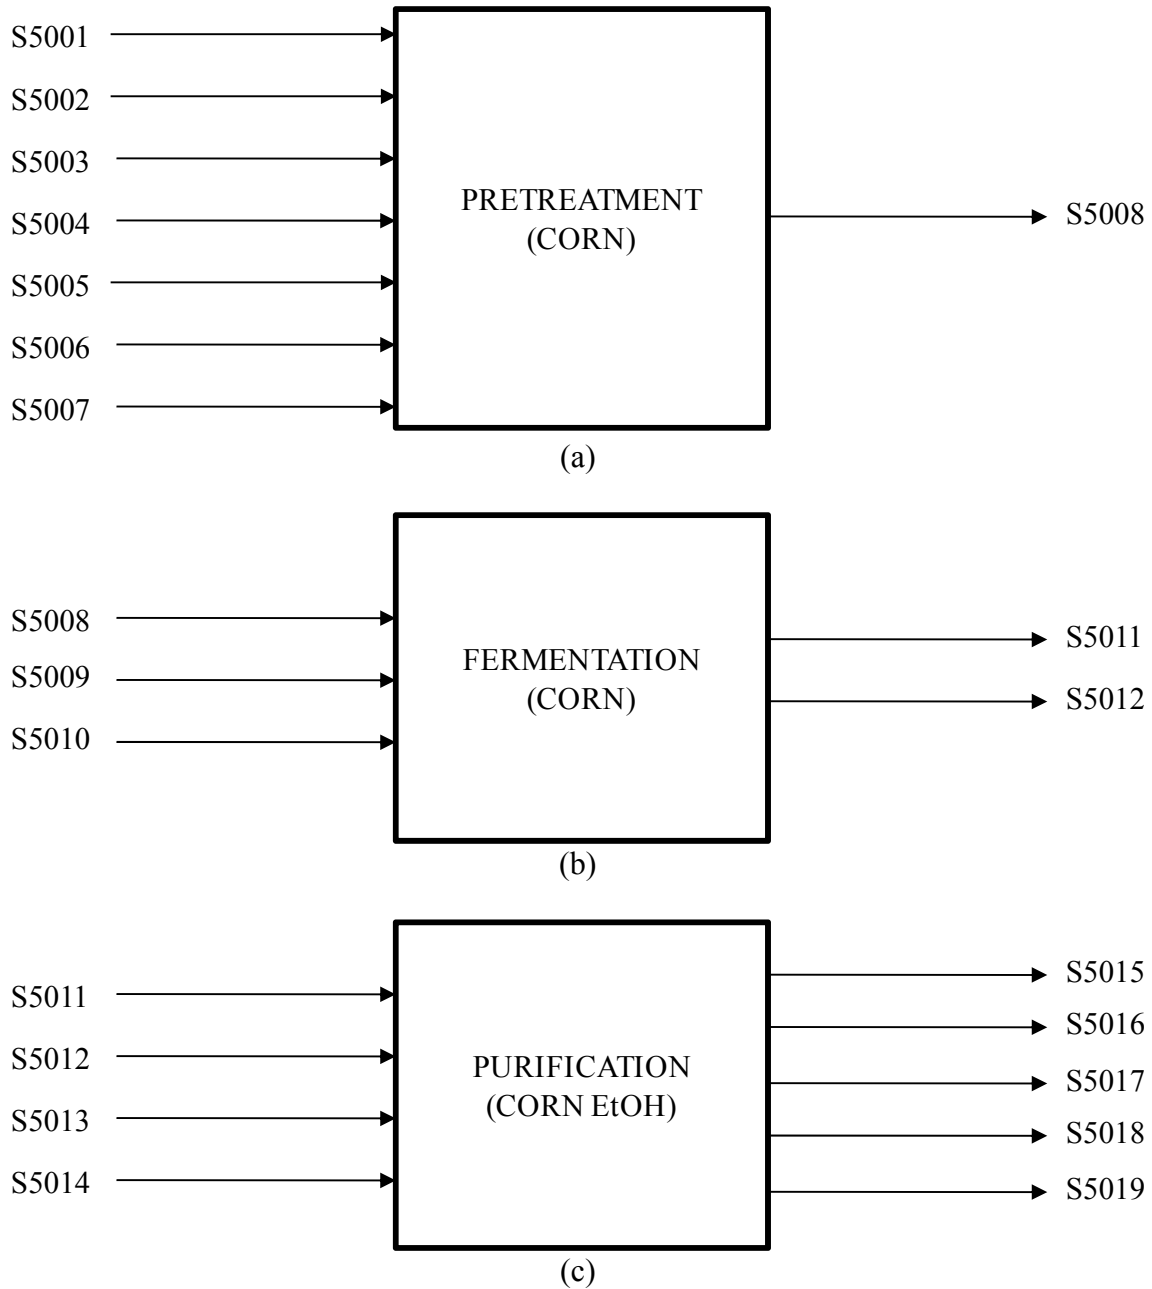 S5001
S5002
S5003
S5004
S5005
S5006
S5007
PRETREATMENT
(CORN)
S5008
(a)
S5008
S5009
S5010
FERMENTATION
(CORN)
S5011
S5012
(b)
S5011
S5012
S5013
S5014
PURIFICATION
(CORN EtOH)
S5015
S5016
S5017
S5018
S5019
(c)